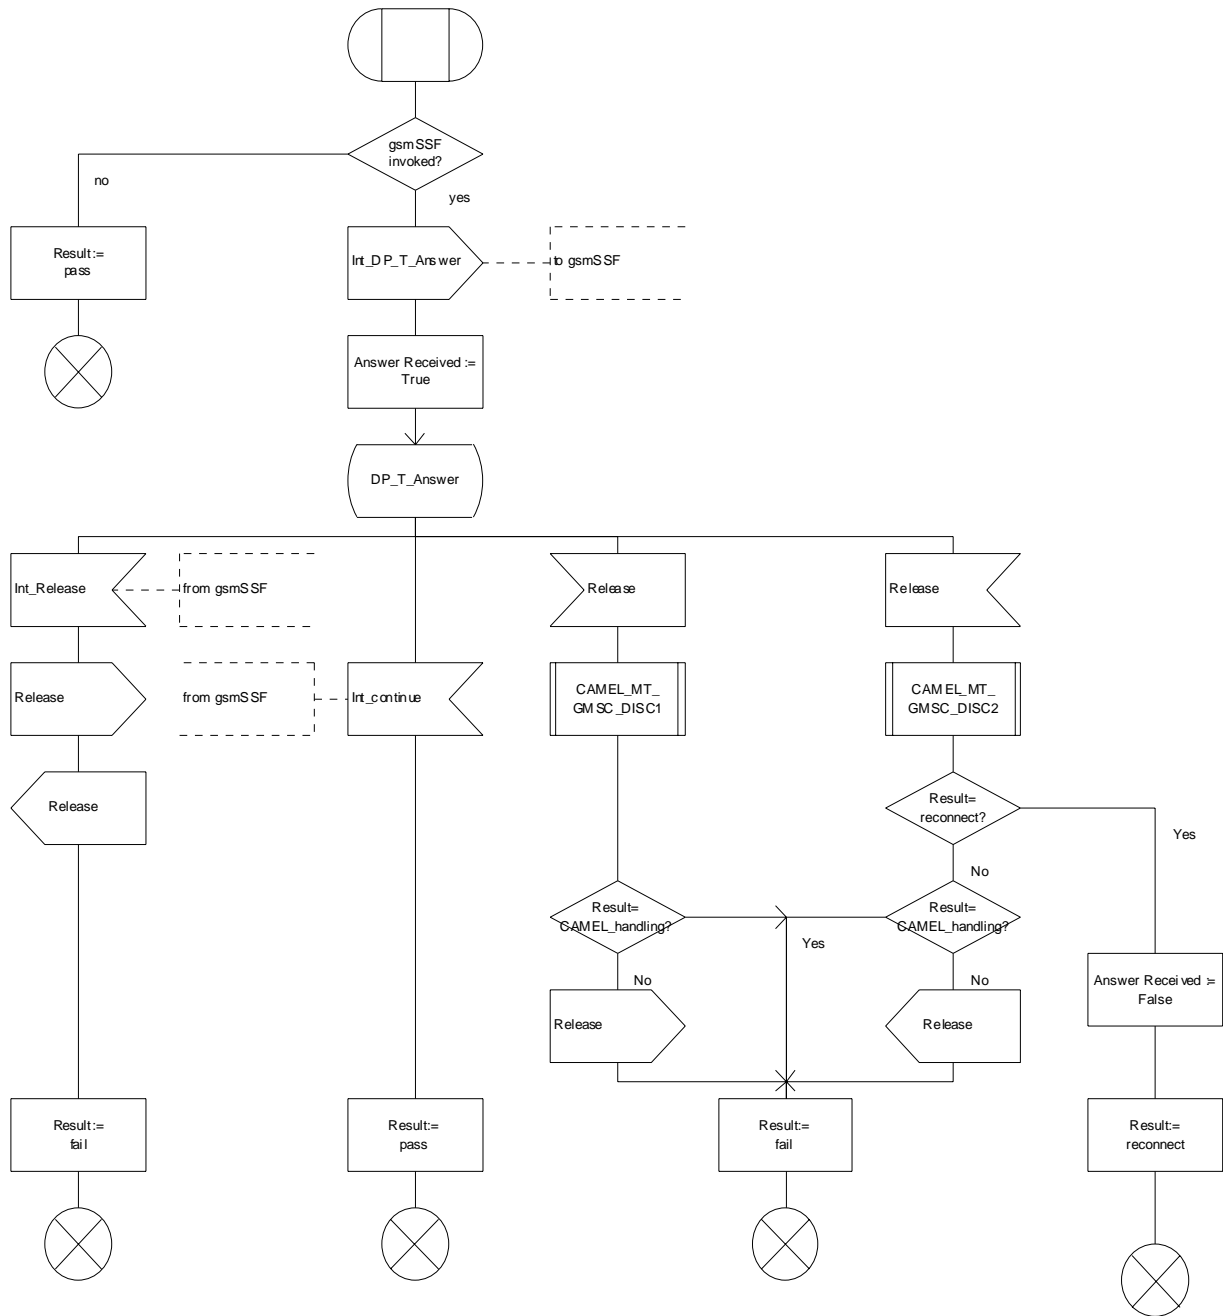 gsmSSF
invoked?
no
yes
Result:=
pass
Int_DP_T_Answer
to gsmSSF
Answer Received :=
True
DP_T_Answer
Int_Release
from gsmSSF
Release
Release
Release
from gsmSSF
Int_continue
CAMEL_MT_
GMSC_DISC1
CAMEL_MT_
GMSC_DISC2
Release
Result=
reconnect?
Yes
No
Result=
CAMEL_handling?
Yes
Result=
CAMEL_handling?
No
No
Answer Received :=
False
Release
Release
Result:=
fail
Result:=
pass
Result:=
fail
Result:=
reconnect